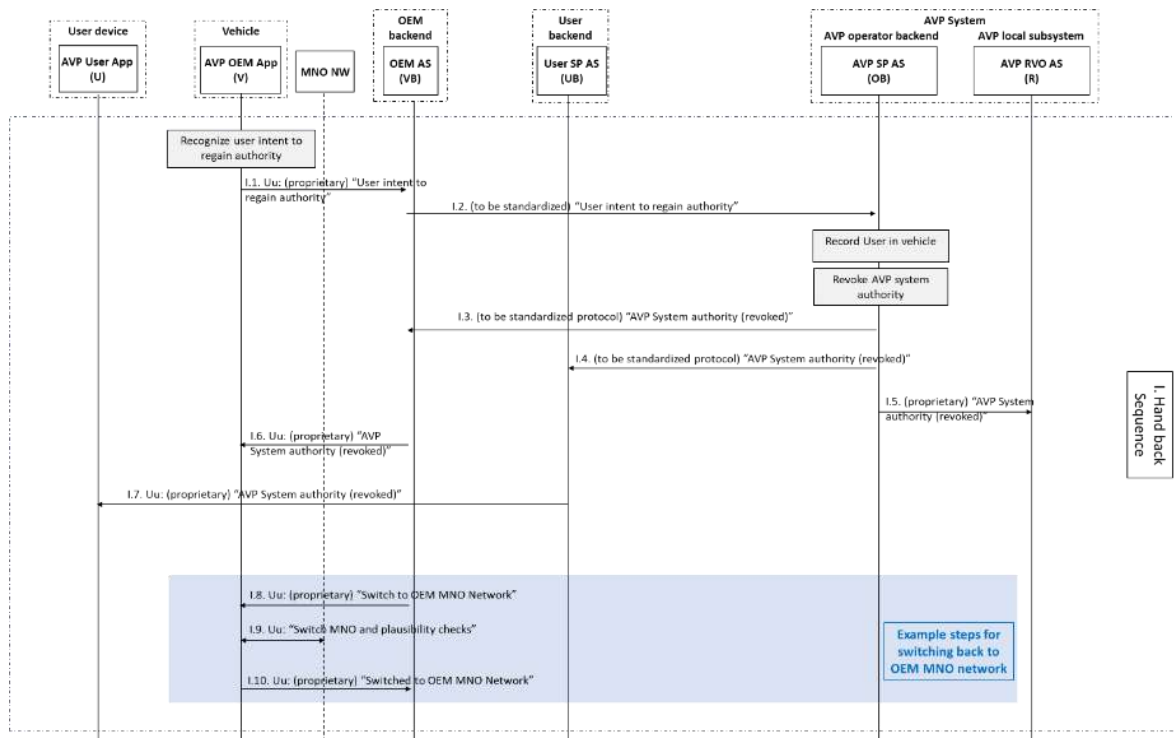 User device
Vehicle
OEM
backend
User
backend
AVP System
AVP operator backend
AVP local subsystem
AVP User App
(U)
AVP OEM App
(V)
MNO NW
OEM AS
(VB)
User SP AS
(UB)
AVP SP AS
(OB)
AVP RVO AS
(R)
Recognize user intent to
regain authority
I.1. Uu: (proprietary) “User intent to
regain authority”
I.2. (to be standardized) “User intent to regain authority”
Record User in vehicle
Revoke AVP system
authority
I.3. (to be standardized protocol) “AVP System authority (revoked)”
I.4. (to be standardized protocol) “AVP System authority (revoked)”
I.5. (proprietary) “AVP System
authority (revoked)”
I.6. Uu: (proprietary) “AVP
System authority (revoked)”
I.7. Uu: (proprietary) “AVP System authority (revoked)”
I. Hand back
Sequence
I.8. Uu: (proprietary) “Switch to OEM MNO Network”
I.9. Uu: “Switch MNO and plausibility checks”
I.10. Uu: (proprietary) “Switched to OEM MNO Network”
Example steps for
switching back to
OEM MNO network